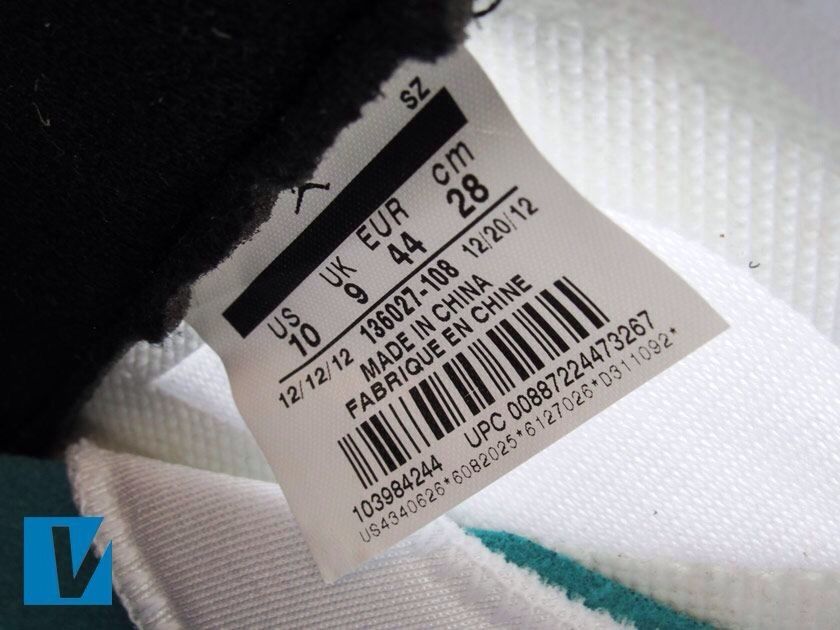 SZ
US UK EUR cm
10 9 44 28
12/12/12 136027-108 12/20/12
MADE IN CHINA
FABRIQUE EN CHINE
103984244 UPC 00887224473267
US4340626*6082025*6127026*D311092*
V